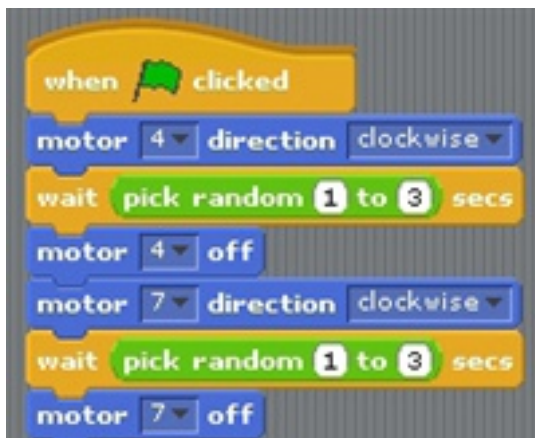 when clicked
motor 4 direction clockwise
wait pick random 1 to 3 secs
motor 4 off
motor 7 direction clockwise
wait pick random 1 to 3 secs
motor 7 off